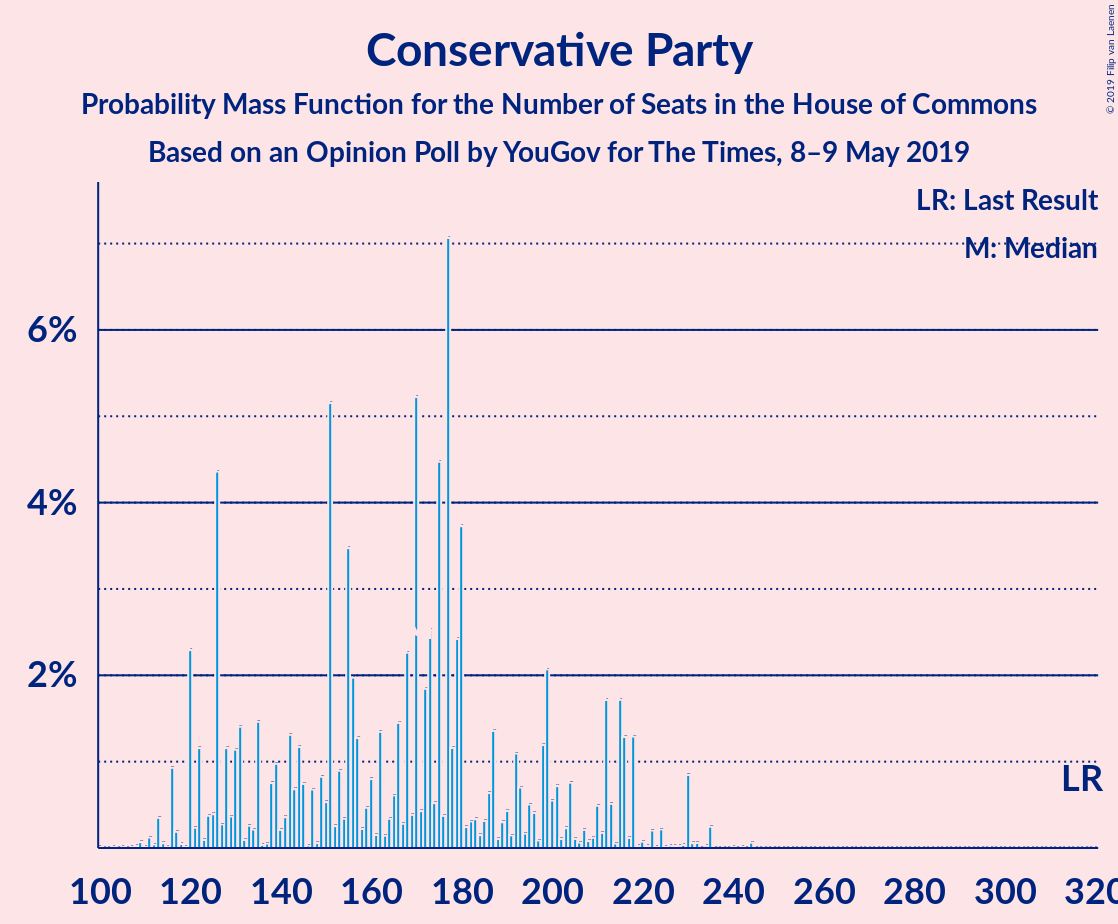 Conservative Party
Probability Mass Function for the Number of Seats in the House of Commons
Based on an Opinion Poll by YouGov for The Times, 8–9 May 2019
© 2019 Filip van Laenen
LR: Last Result
M: Median
6%
4%
2%
LR
100 120 140 160 180 200 220 240 260 280 300 320